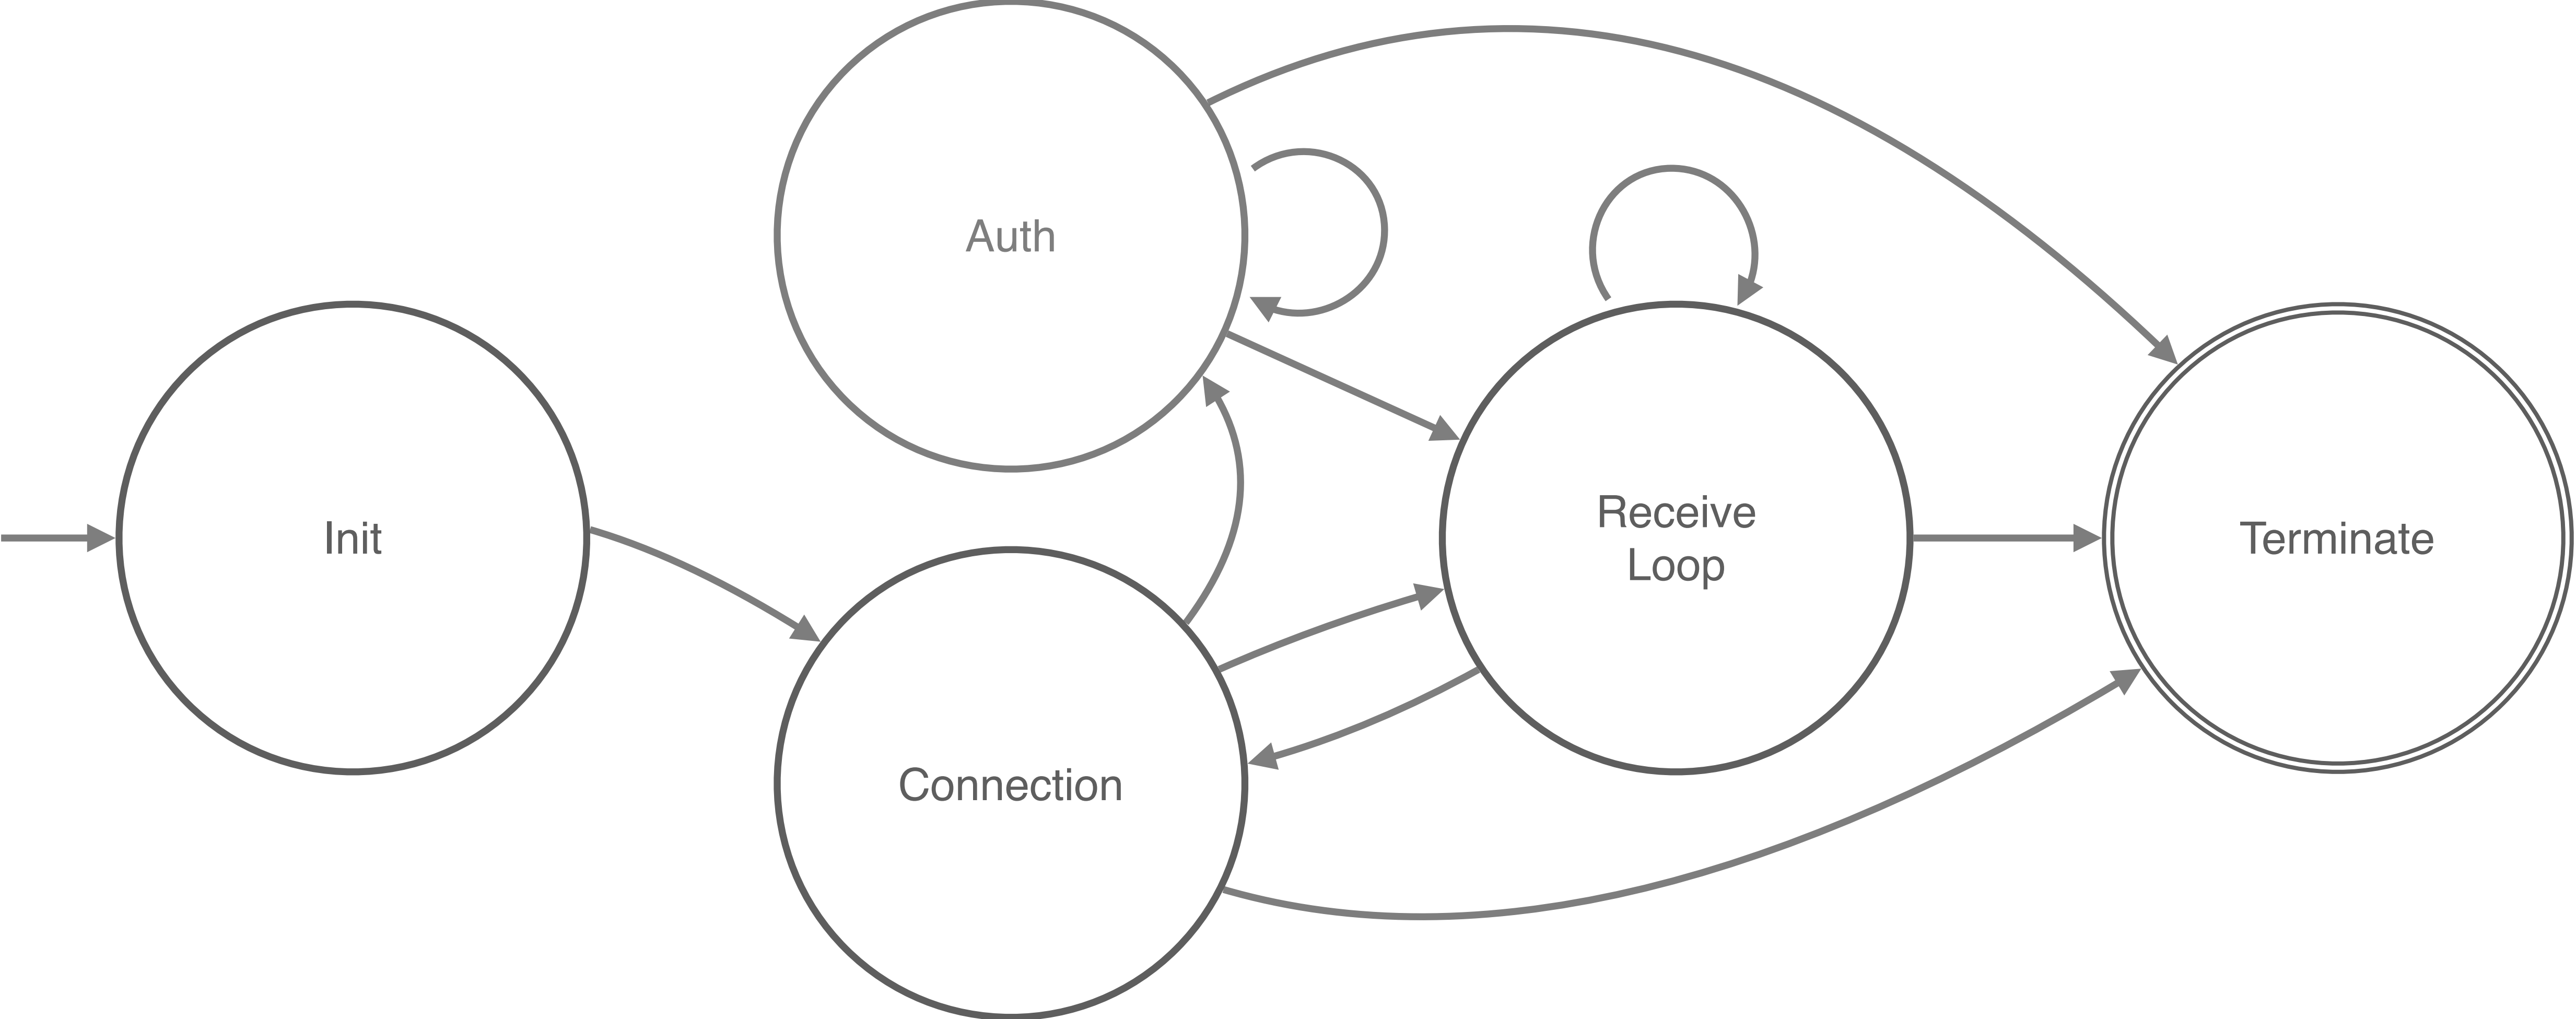 Auth
Init
Receive
Loop
Terminate
Connection